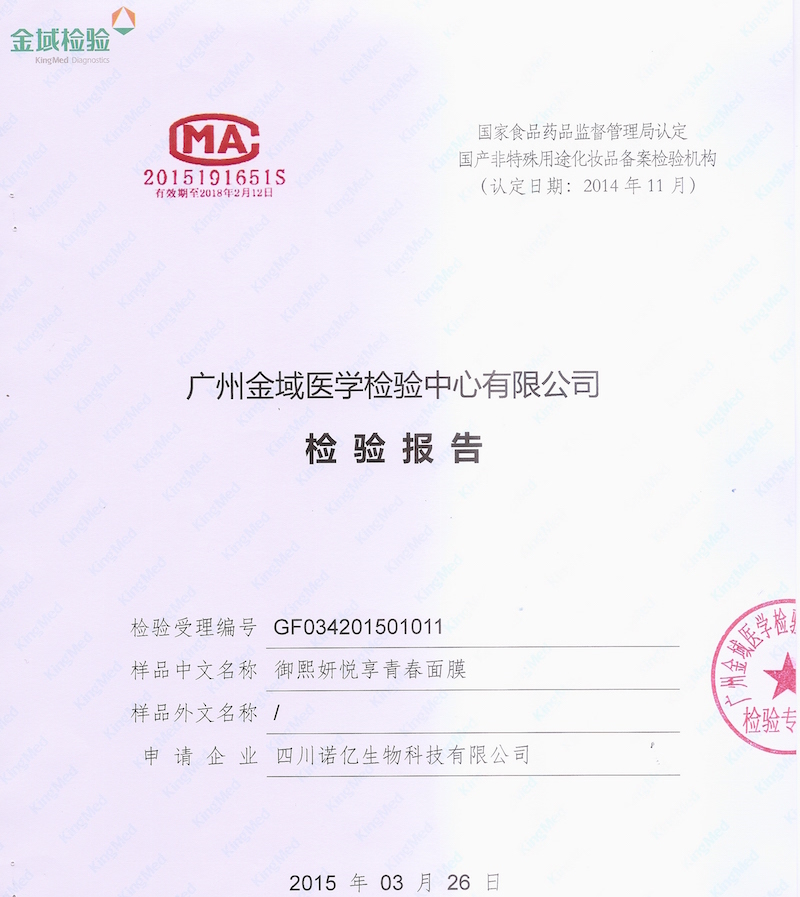 金域检验
KingMed Diagnostics
MA
2015191651S
有效期至2018年2月12日
国家食品药品监督管理局认定
国产非特殊用途化妆品备案检验机构
(认定日期: 2014 年 11 月)
广州金域医学检验中心有限公司
检验报告
检验受理编号 GF034201501011
样品中文名称 御熙妍悦享青春面膜
样品外文名称 /
申请企业 四川诺亿生物科技有限公司
广州金域医学检验
检验专
2015 年 03 月 26 日